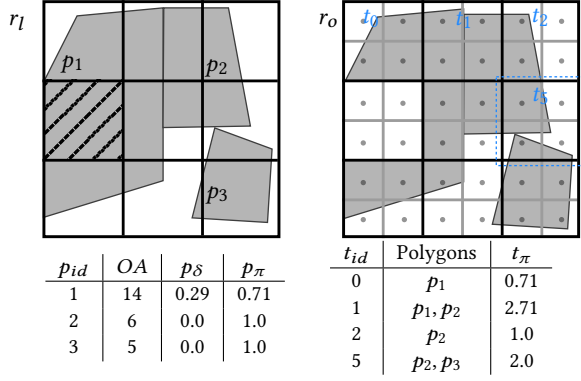 r_l
p_1
p_2
p_3
r_o
t_0
t_1
t_2
t_5
p_id OA p_δ p_π
1 14 0.29 0.71
2 6 0.0 1.0
3 5 0.0 1.0
t_id Polygons t_π
0 p_1 0.71
1 p_1, p_2 2.71
2 p_2 1.0
5 p_2, p_3 2.0